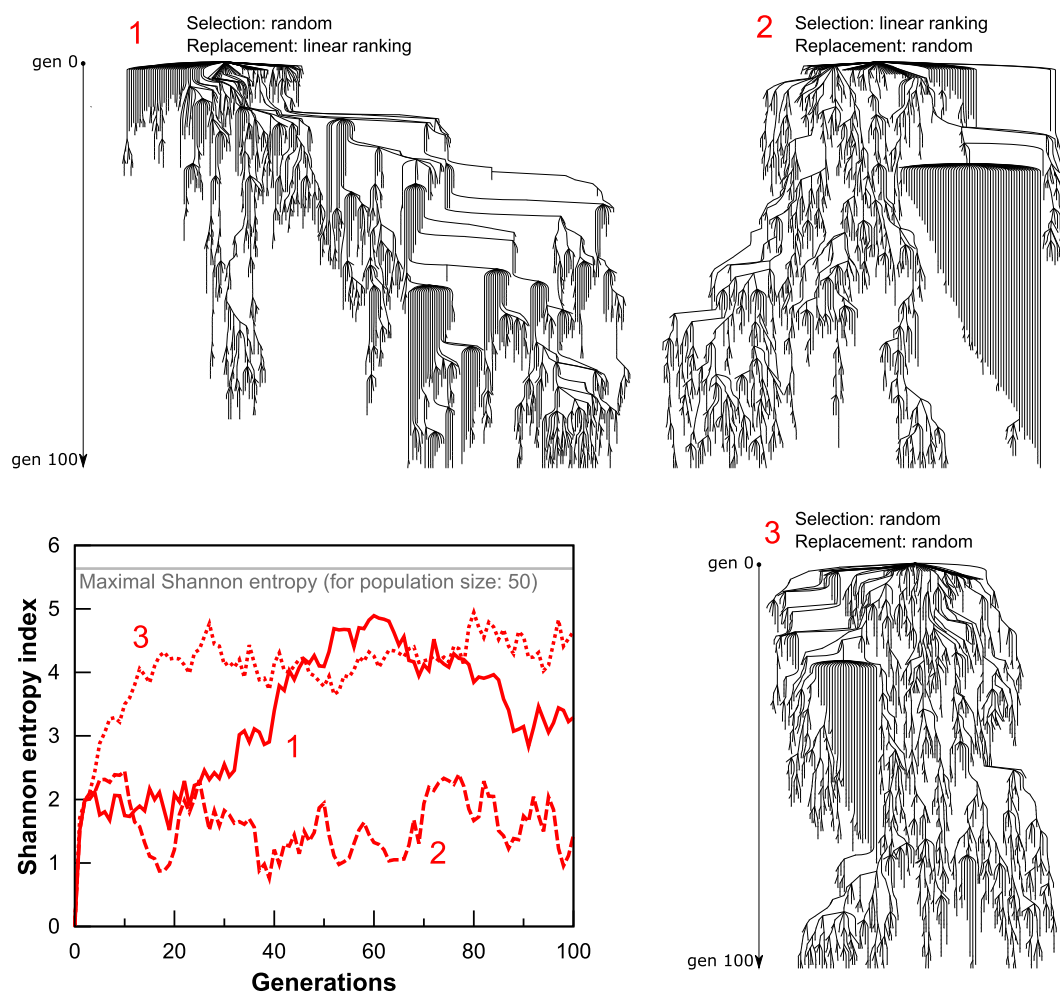 1
Selection: random
Replacement: linear ranking
gen 0
gen 100
2
Selection: linear ranking
Replacement: random
3
Selection: random
Replacement: random
gen 0
gen 100
Shannon entropy index
6
5
4
3
2
1
0
Maximal Shannon entropy (for population size: 50)
3
1
2
0
20
40
60
80
100
Generations